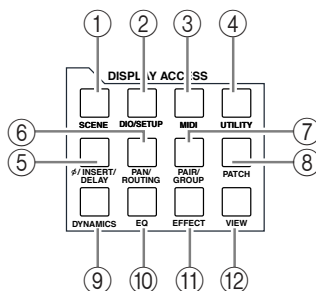 ① ② ③ ④
DISPLAY ACCESS
SCENE DIO/SETUP MIDI UTILITY
⑥ ⑦
⑤ ⑧
ø/INSERT/ DELAY PAN/ ROUTING PAIR/ GROUP PATCH
DYNAMICS EQ EFFECT VIEW
⑨ ⑩ ⑪ ⑫